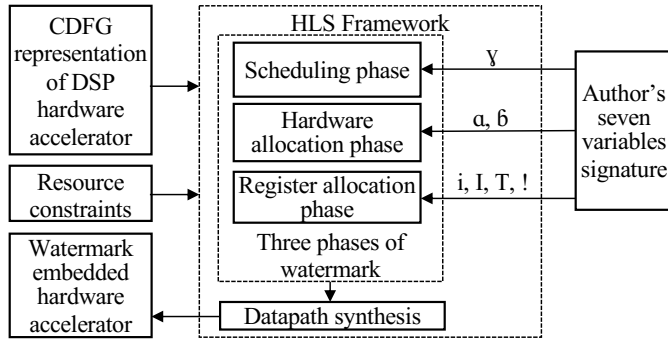 CDFG
representation
of DSP
hardware
accelerator
Resource
constraints
Watermark
embedded
hardware
accelerator
HLS Framework
Scheduling phase
Hardware
allocation phase
Register allocation
phase
Three phases of
watermark
Datapath synthesis
Ɣ
ɑ, ϐ
i, I, T, !
Author’s
seven
variables
signature